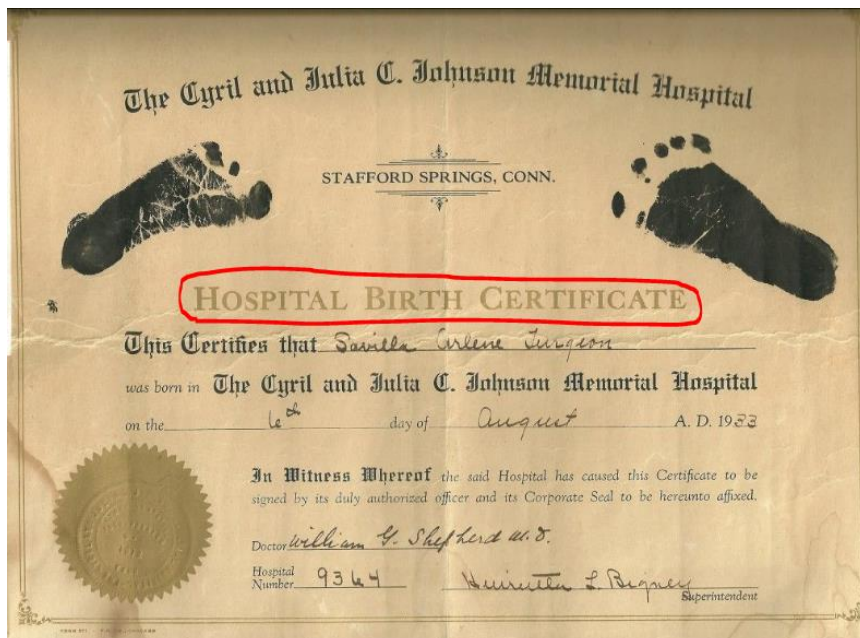 The Cyril and Julia C. Johnson Memorial Hospital
STAFFORD SPRINGS, CONN.
HOSPITAL BIRTH CERTIFICATE
This Certifies that Savilla Arlene Turgeon
was born in The Cyril and Julia C. Johnson Memorial Hospital
on the 6th day of August A. D. 1933
In Witness Whereof the said Hospital has caused this Certificate to be
signed by its duly authorized officer and its Corporate Seal to be hereunto affixed.
Doctor William G. Shepherd M.D.
Hospital
Number 9364 L. Bigney
Superintendent